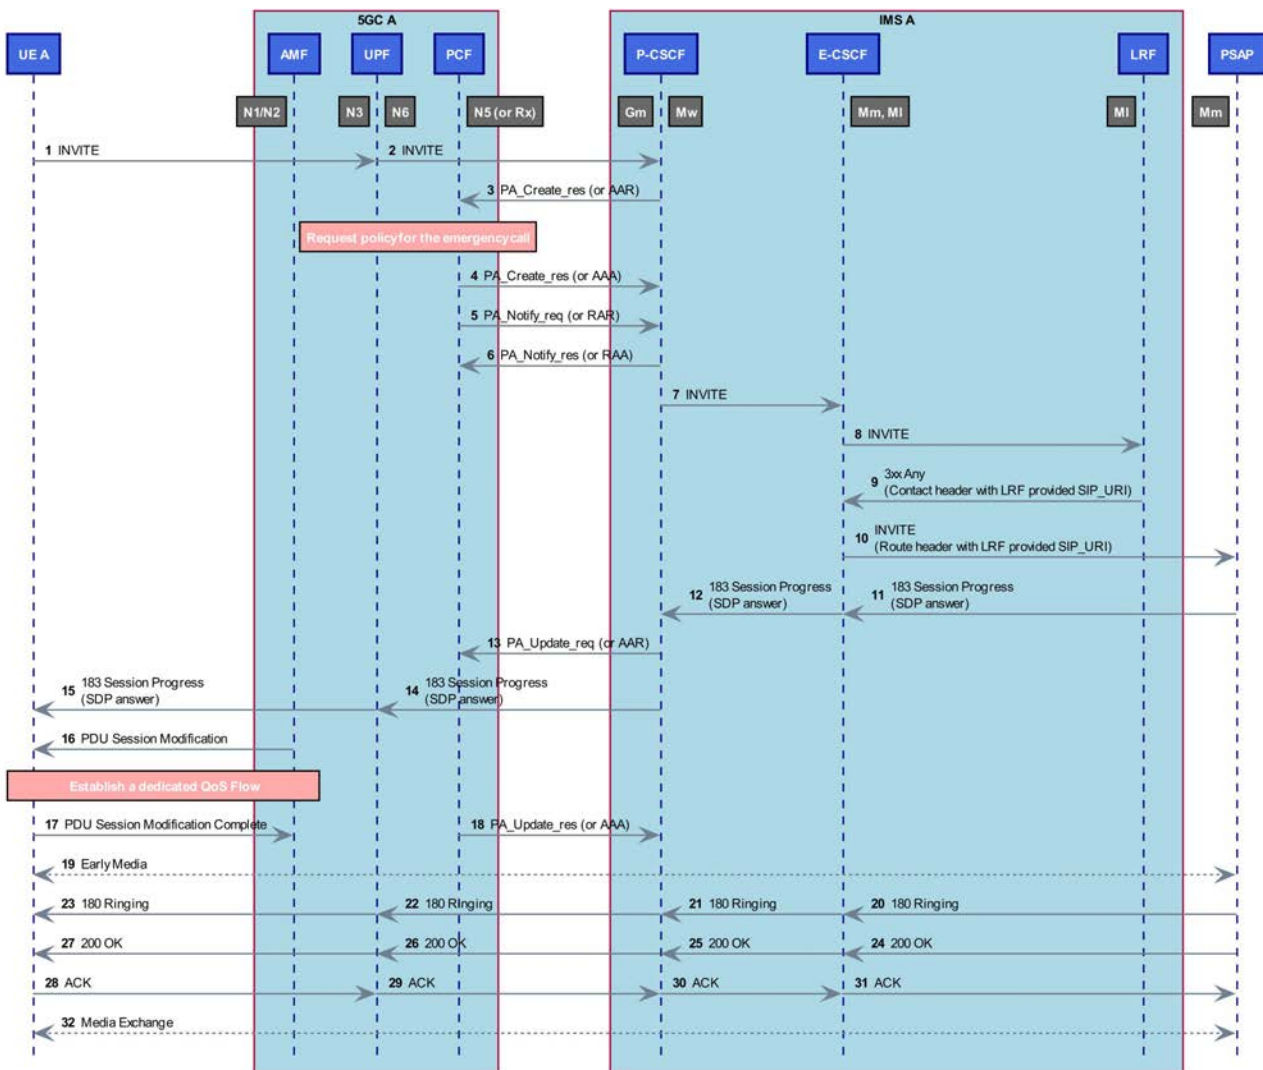 5GC A
IMS A
UE A
AMF
UPF
PCF
P-CSCF
E-CSCF
LRF
PSAP
N1/N2
N3
N6
N5 (or Rx)
Gm
Mw
Mm, Ml
Ml
Mm
1 INVITE
2 INVITE
3 PA_Create_res (or AAR)
Request policy for the emergency call
4 PA_Create_res (or AAA)
5 PA_Notify_req (or RAR)
6 PA_Notify_res (or RAA)
7 INVITE
8 INVITE
9 3xx Any
(Contact header with LRF provided SIP_URI)
10 INVITE
(Route header with LRF provided SIP_URI)
12 183 Session Progress
(SDP answer)
11 183 Session Progress
(SDP answer)
13 PA_Update_req (or AAR)
15 183 Session Progress
(SDP answer)
14 183 Session Progress
(SDP answer)
16 PDU Session Modification
Establish a dedicated QoS Flow
17 PDU Session Modification Complete
18 PA_Update_res (or AAA)
19 Early Media
23 180 Ringing
22 180 RInging
21 180 Ringing
20 180 Ringing
27 200 OK
26 200 OK
25 200 OK
24 200 OK
28 ACK
29 ACK
30 ACK
31 ACK
32 Media Exchange